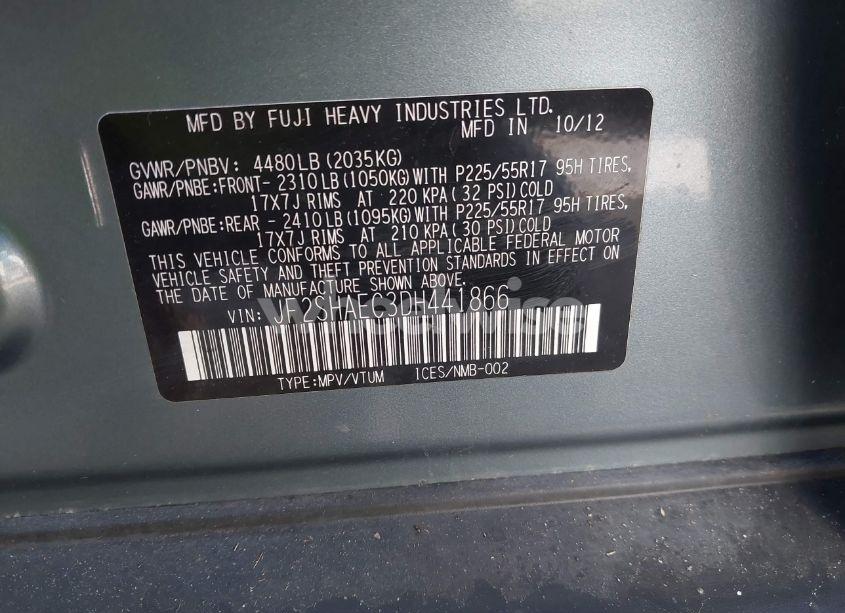 MFD BY FUJI HEAVY INDUSTRIES LTD.
MFD IN 10/12
GVWR/PNBV: 4480LB(2035KG)
GAWR/PNBE:FRONT- 2310LB(1050KG)WITH P225/55R17 95H TIRES,
17X7J RIMS AT 220 KPA( 32 PSI)COLD
GAWR/PNBE:REAR - 2410LB(1095KG)WITH P225/55R17 95H TIRES,
17X7J RIMS AT 210 KPA( 30 PSI)COLD
THIS VEHICLE CONFORMS TO ALL APPLICABLE FEDERAL MOTOR
VEHICLE SAFETY AND THEFT PREVENTION STANDARDS IN EFFECT ON
THE DATE OF MANUFACTURE SHOWN ABOVE.
VIN: JF2SHAEC3DH441866
TYPE:MPV/VTUM ICES/NMB-002